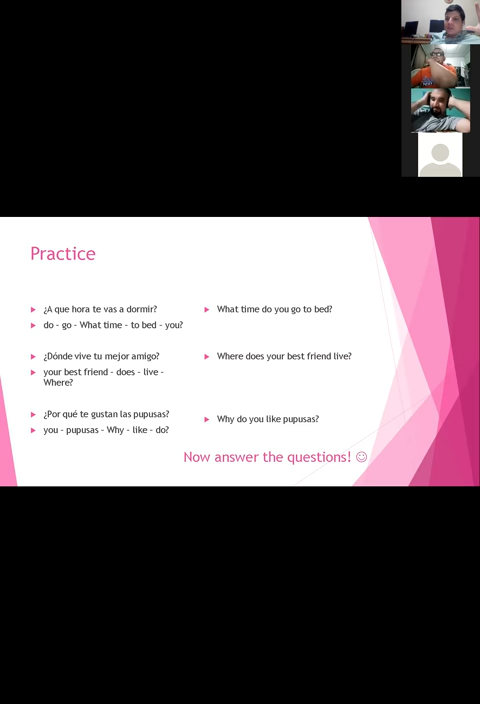 Practice
¿A que hora te vas a dormir?
do – go – What time – to bed – you?
¿Dónde vive tu mejor amigo?
your best friend – does – live –
Where?
¿Por qué te gustan las pupusas?
you – pupusas – Why – like – do?
What time do you go to bed?
Where does your best friend live?
Why do you like pupusas?
Now answer the questions! ☺